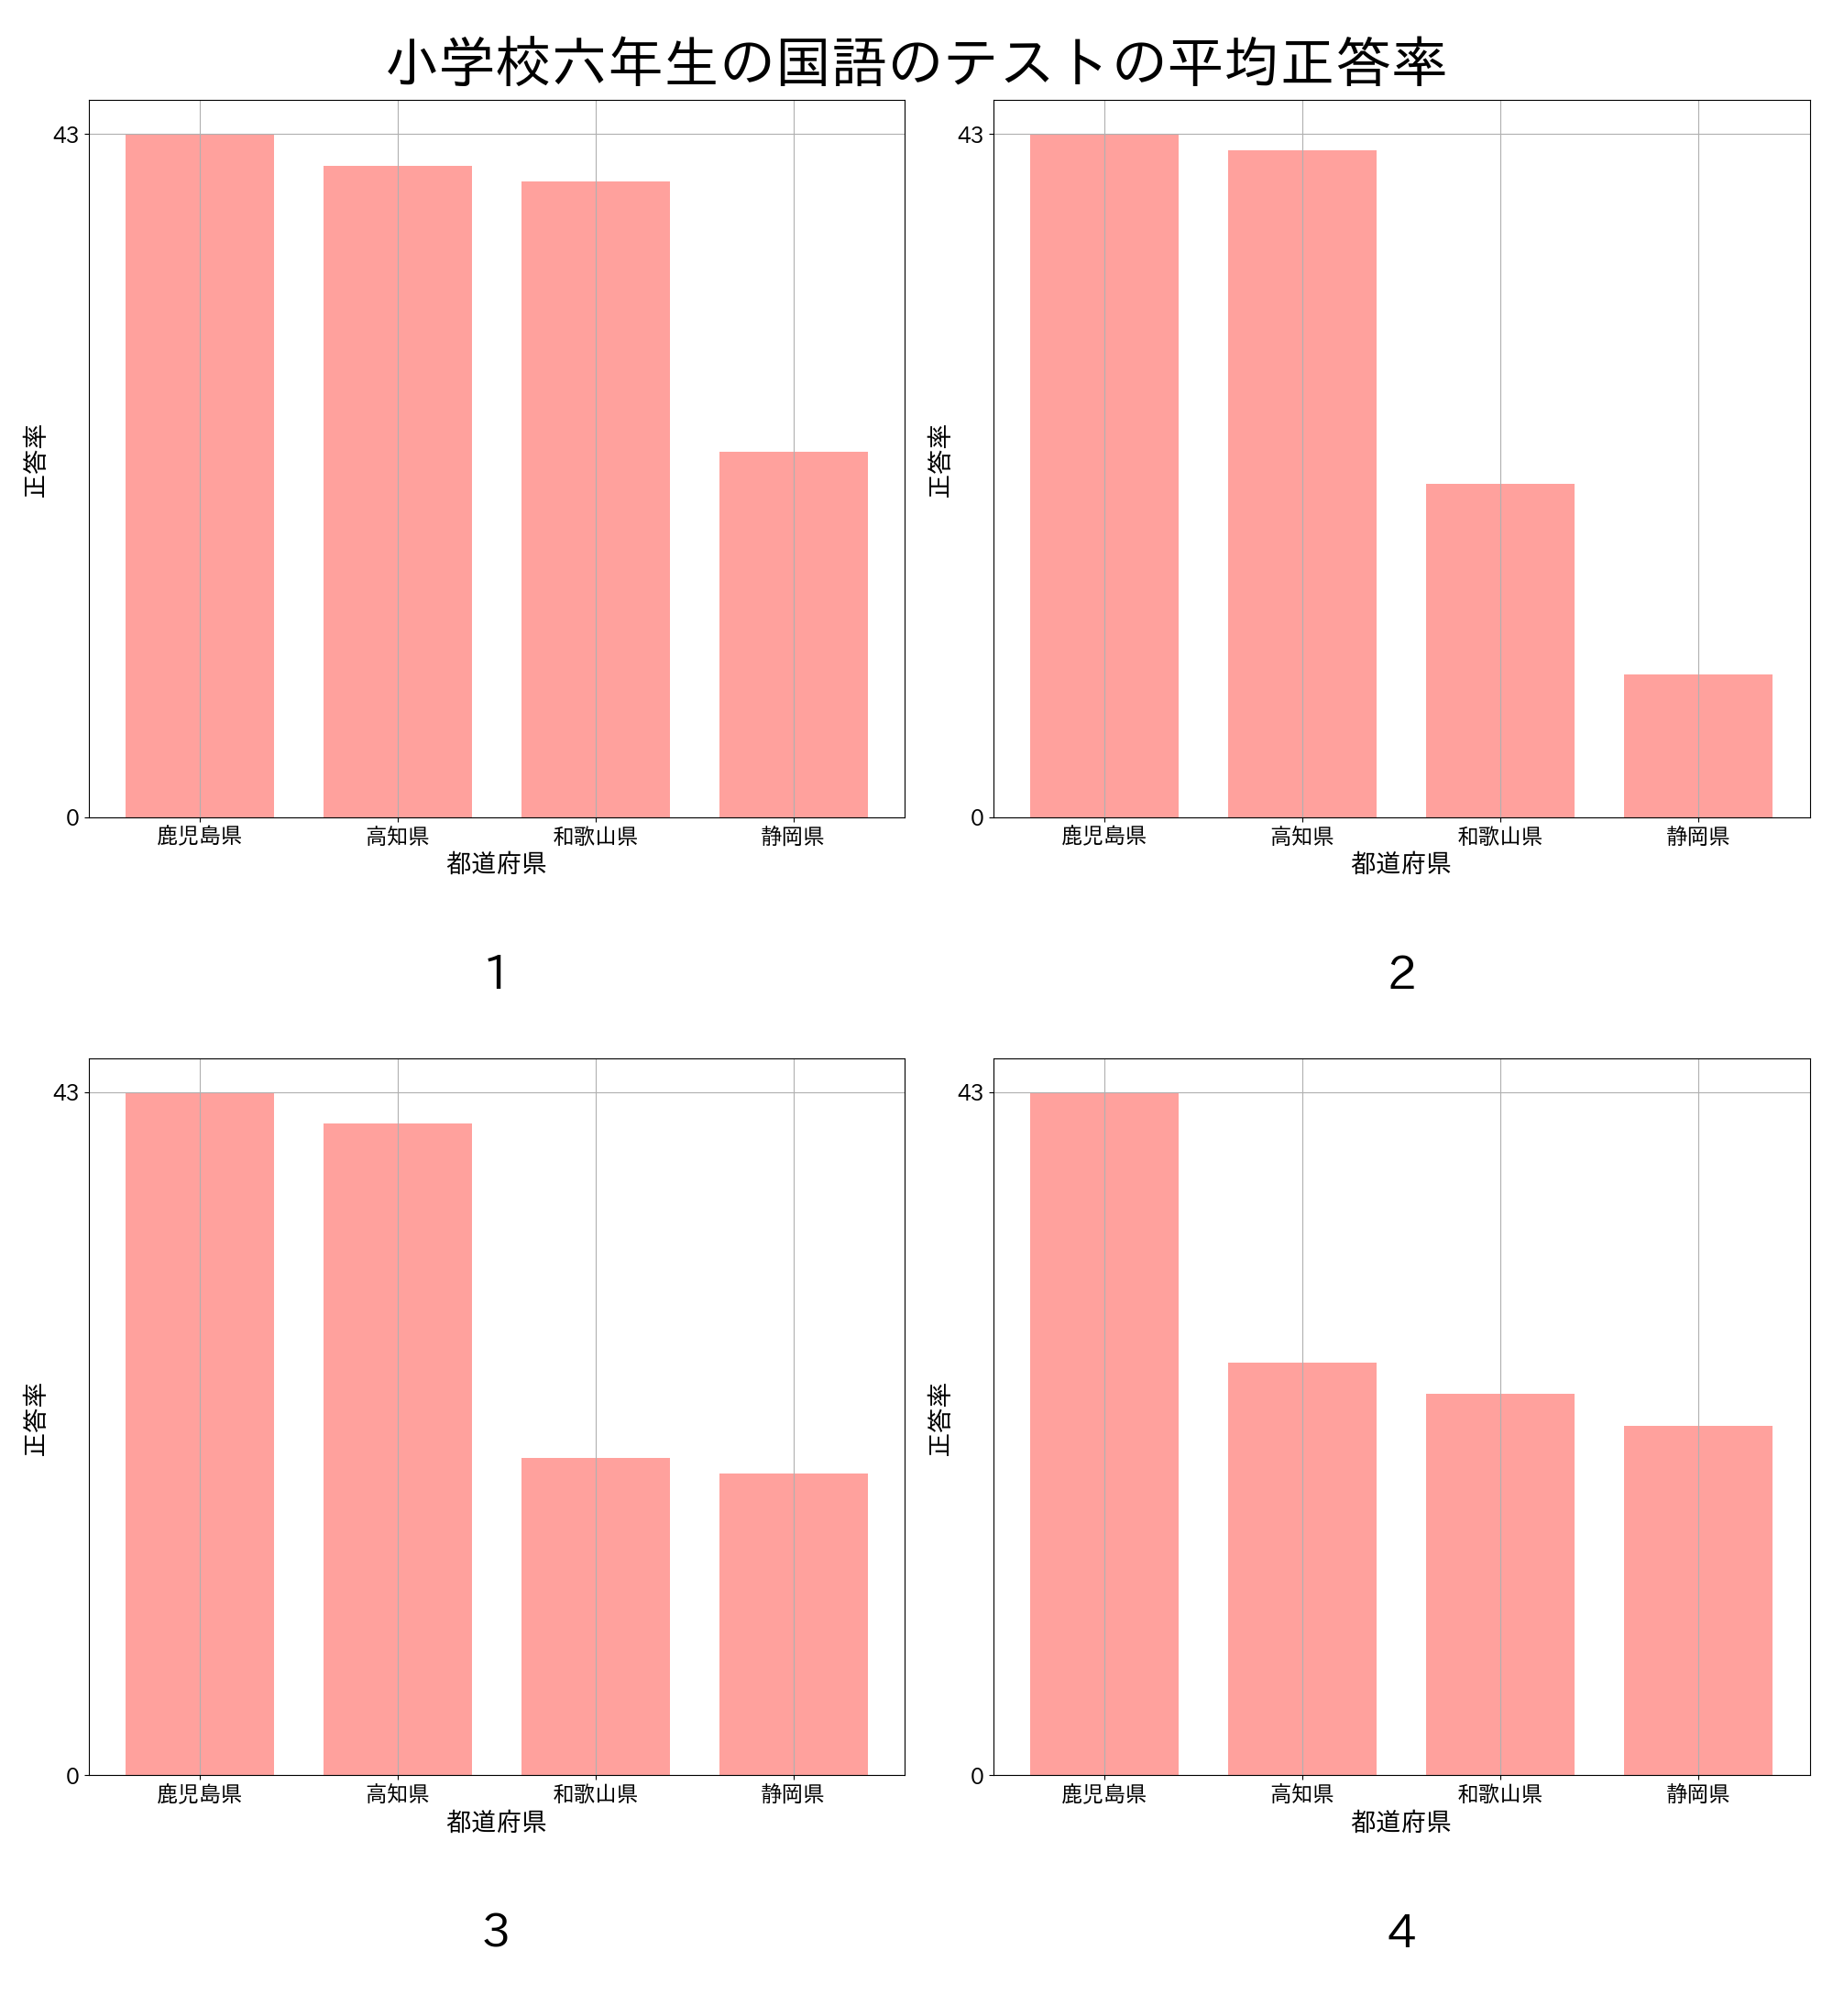 小学校六年生の国語のテストの平均正答率
43
0
正答率
鹿児島県 高知県 和歌山県 静岡県
都道府県
1
43
0
正答率
鹿児島県 高知県 和歌山県 静岡県
都道府県
2
43
0
正答率
鹿児島県 高知県 和歌山県 静岡県
都道府県
3
43
0
正答率
鹿児島県 高知県 和歌山県 静岡県
都道府県
4